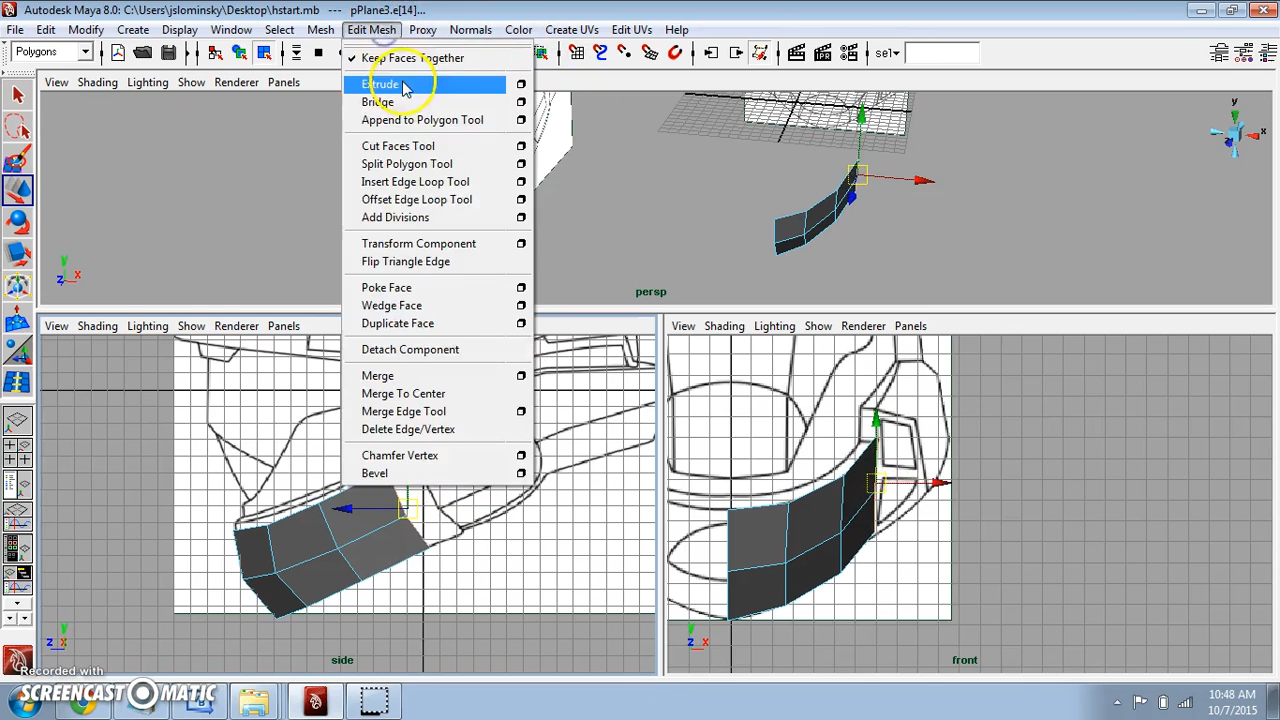 Autodesk Maya 8.0: C:\Users\jslominsky\Desktop\hstart.mb --- pPlane3.e[14]...
File Edit Modify Create Display Window Select Mesh Edit Mesh Proxy Normals Color Create UVs Edit UVs Help
Polygons
sel
Keep Faces Together
Extrude
Bridge
Append to Polygon Tool
Cut Faces Tool
Split Polygon Tool
Insert Edge Loop Tool
Offset Edge Loop Tool
Add Divisions
Transform Component
Flip Triangle Edge
Poke Face
Wedge Face
Duplicate Face
Detach Component
Merge
Merge To Center
Merge Edge Tool
Delete Edge/Vertex
Chamfer Vertex
Bevel
View Shading Lighting Show Renderer Panels
y
x
z
y
z x
persp
View Shading Lighting Show Renderer Panels
y
z x
side
View Shading Lighting Show Renderer Panels
y
z x
front
Recorded with
SCREENCAST-O-MATIC
10:48 AM
10/7/2015